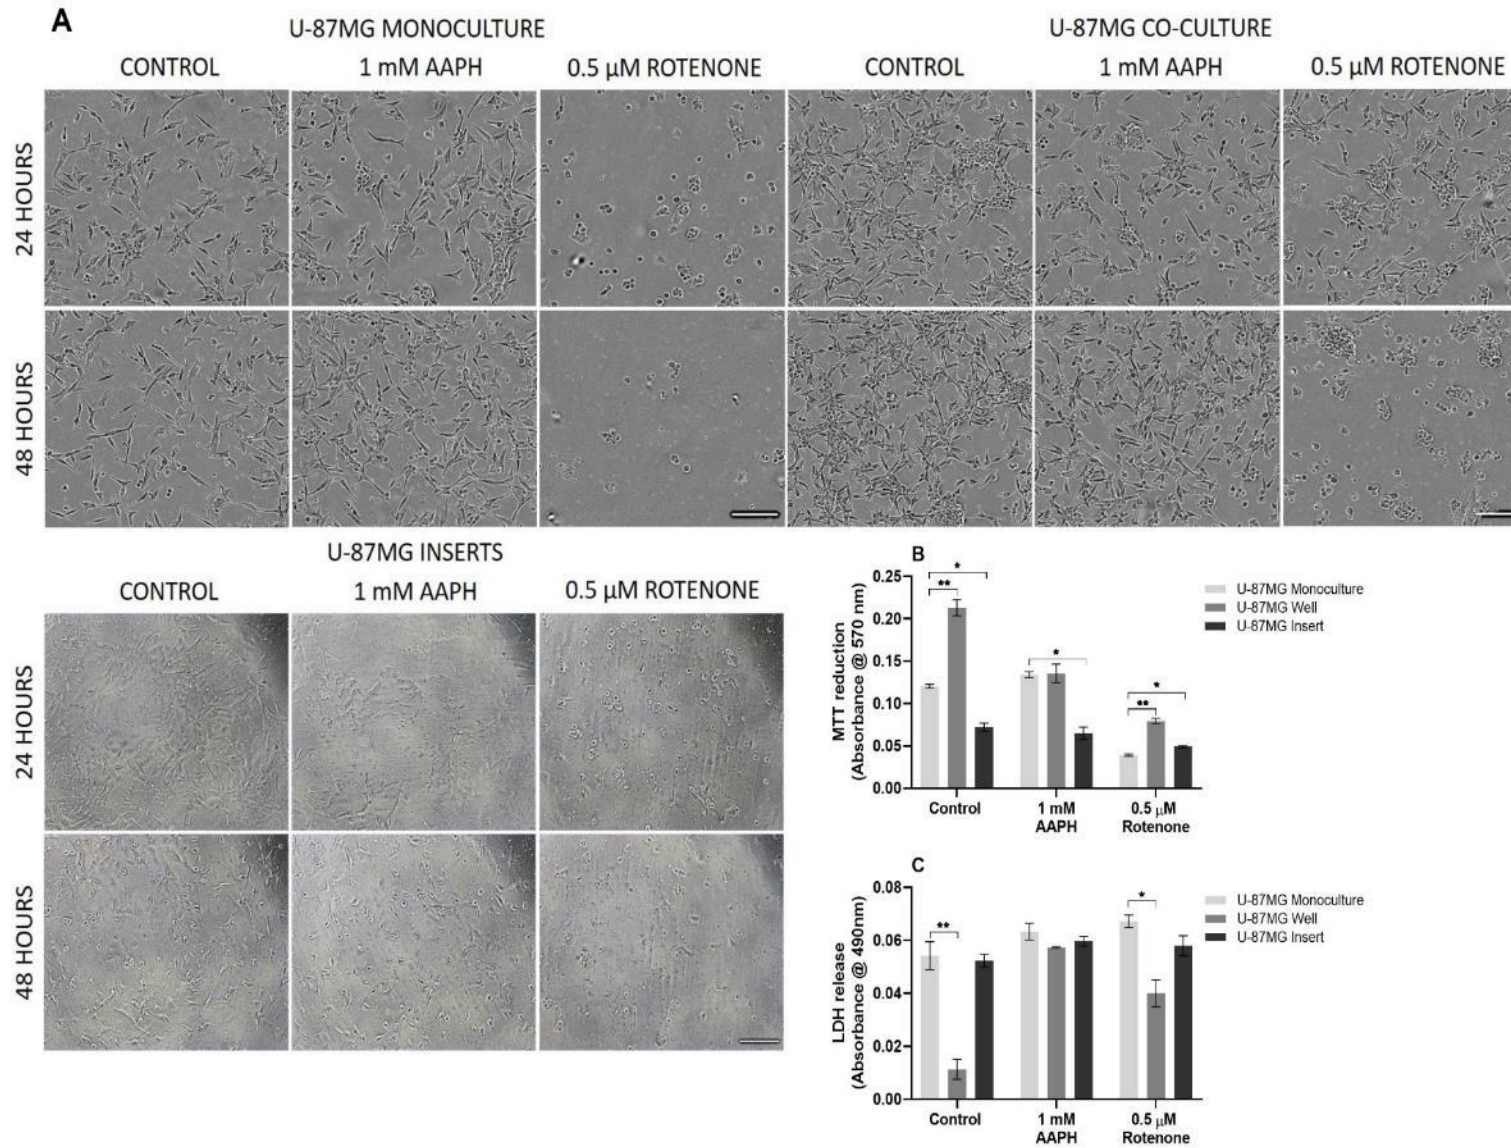 A
U-87MG MONOCULTURE
U-87MG CO-CULTURE
CONTROL
1 mM AAPH
0.5 µM ROTENONE
CONTROL
1 mM AAPH
0.5 µM ROTENONE
24 HOURS
48 HOURS
U-87MG INSERTS
CONTROL
1 mM AAPH
0.5 µM ROTENONE
24 HOURS
48 HOURS
B
MTT reduction
(Absorbance @ 570 nm)
0.25
0.20
0.15
0.10
0.05
0.00
*
**
*
*
**
Control
1 mM
AAPH
0.5 µM
Rotenone
U-87MG Monoculture
U-87MG Well
U-87MG Insert
C
LDH release
(Absorbance @ 490nm)
0.08
0.06
0.04
0.02
0.00
**
*
Control
1 mM
AAPH
0.5 µM
Rotenone
U-87MG Monoculture
U-87MG Well
U-87MG Insert